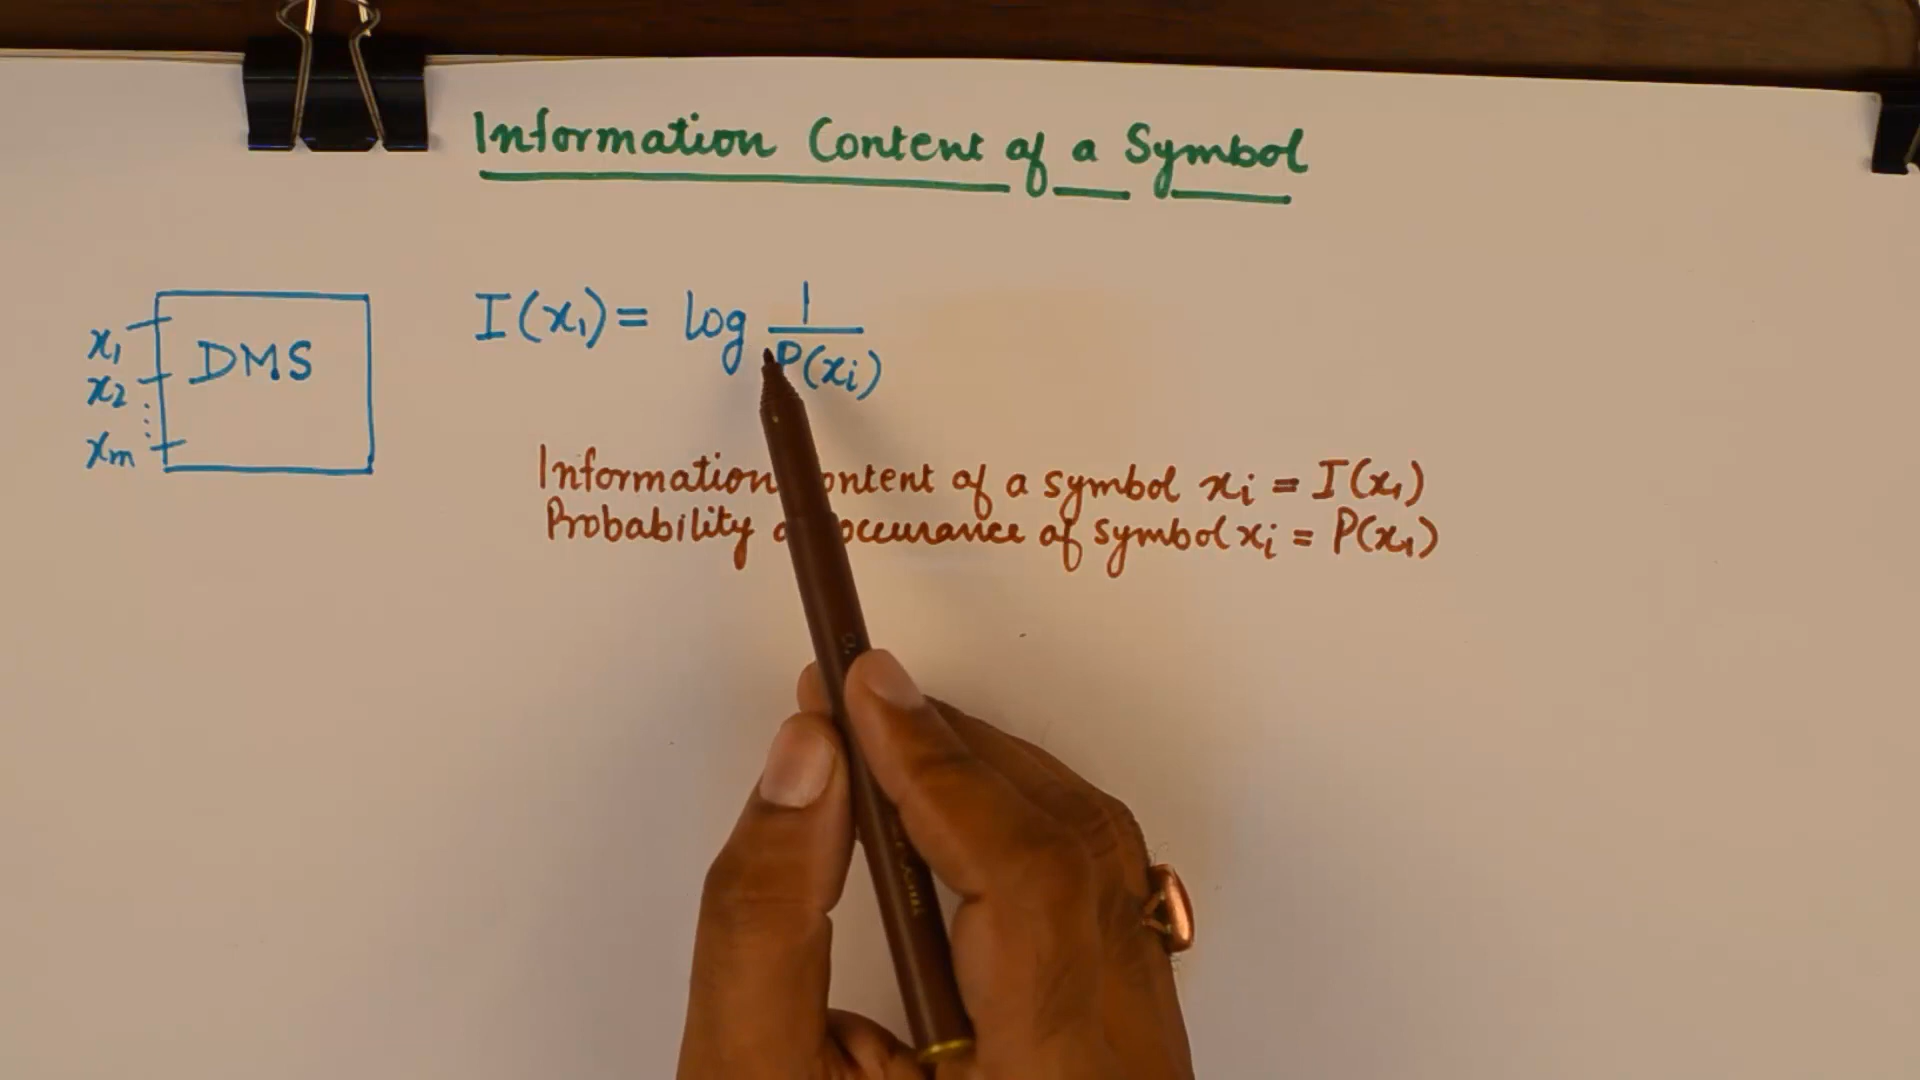 Information Content of a Symbol
x1
x2
xm
DMS
I(x1) = log 1/P(xi)
Information ontent of a symbol xi = I(x1)
Probability o occurance of symbol xi = P(x1)